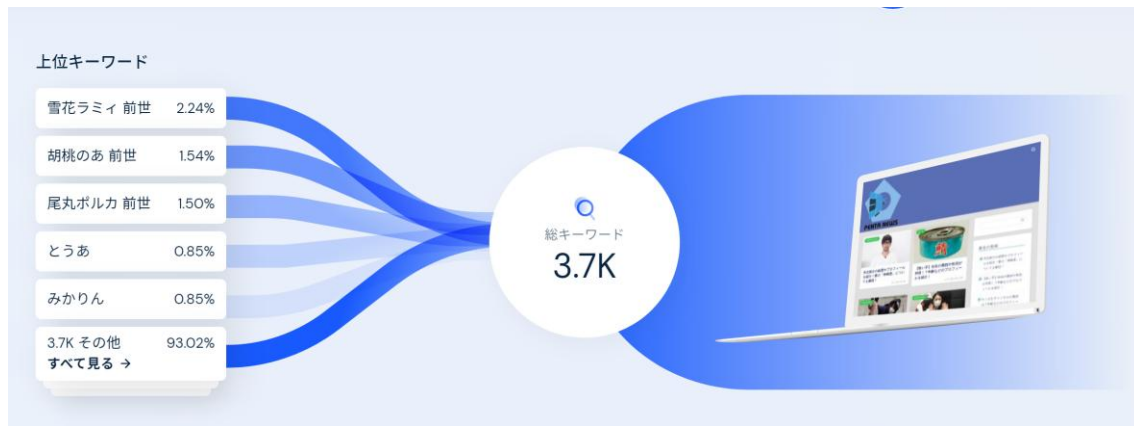 上位キーワード
雪花ラミィ 前世 2.24%
胡桃のあ 前世 1.54%
尾丸ポルカ 前世 1.50%
とうあ 0.85%
みかりん 0.85%
3.7K その他 93.02%
すべて見る →
総キーワード
3.7K
PENTA NEWS